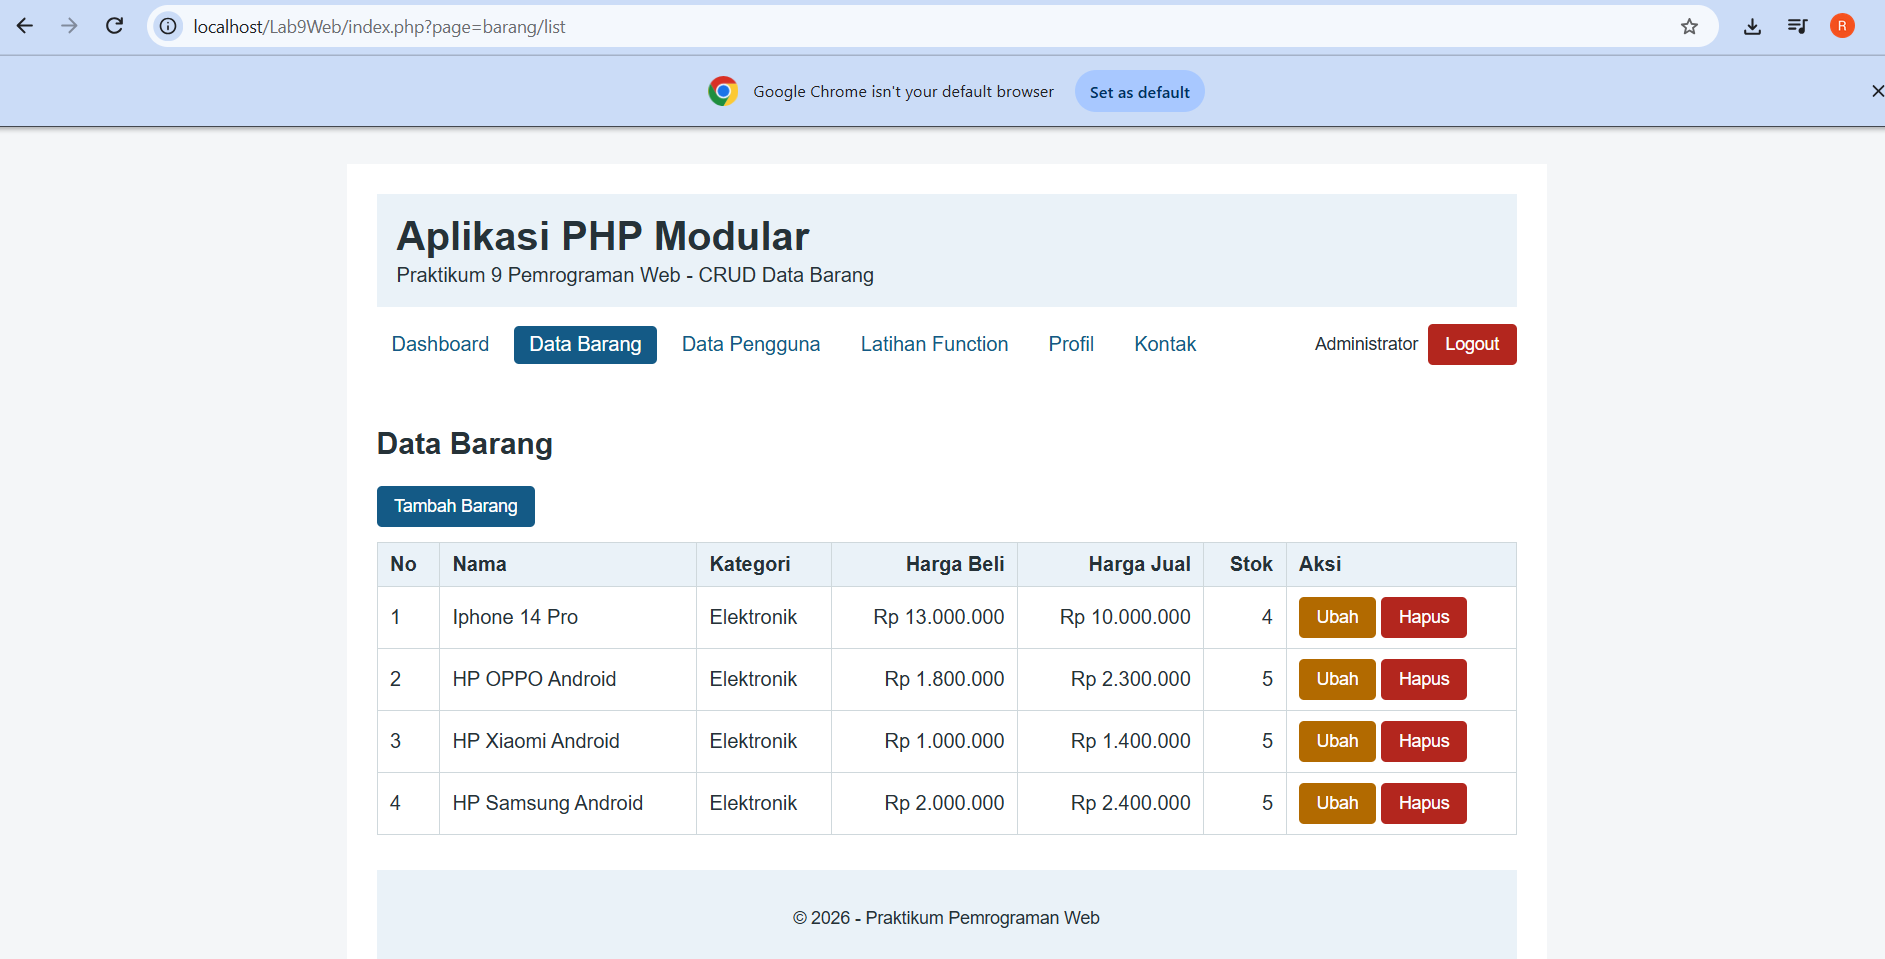 localhost/Lab9Web/index.php?page=barang/list
R
Google Chrome isn't your default browser Set as default
Aplikasi PHP Modular
Praktikum 9 Pemrograman Web - CRUD Data Barang
Dashboard Data Barang Data Pengguna Latihan Function Profil Kontak Administrator Logout
Data Barang
Tambah Barang
No Nama Kategori Harga Beli Harga Jual Stok Aksi
1 Iphone 14 Pro Elektronik Rp 13.000.000 Rp 10.000.000 4 Ubah Hapus
2 HP OPPO Android Elektronik Rp 1.800.000 Rp 2.300.000 5 Ubah Hapus
3 HP Xiaomi Android Elektronik Rp 1.000.000 Rp 1.400.000 5 Ubah Hapus
4 HP Samsung Android Elektronik Rp 2.000.000 Rp 2.400.000 5 Ubah Hapus
© 2026 - Praktikum Pemrograman Web